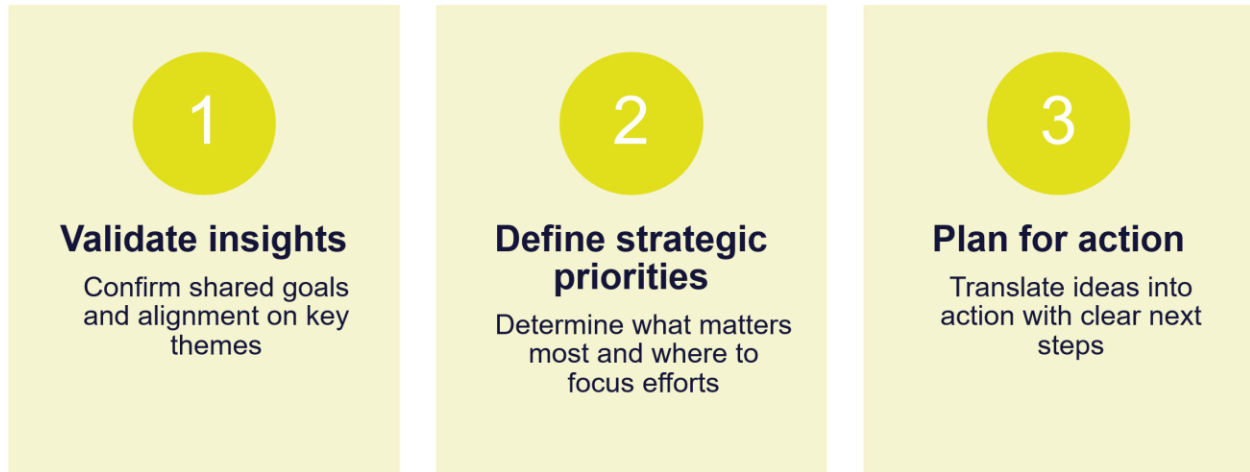 1
Validate insights
Confirm shared goals
and alignment on key
themes
2
Define strategic
priorities
Determine what matters
most and where to
focus efforts
3
Plan for action
Translate ideas into
action with clear next
steps